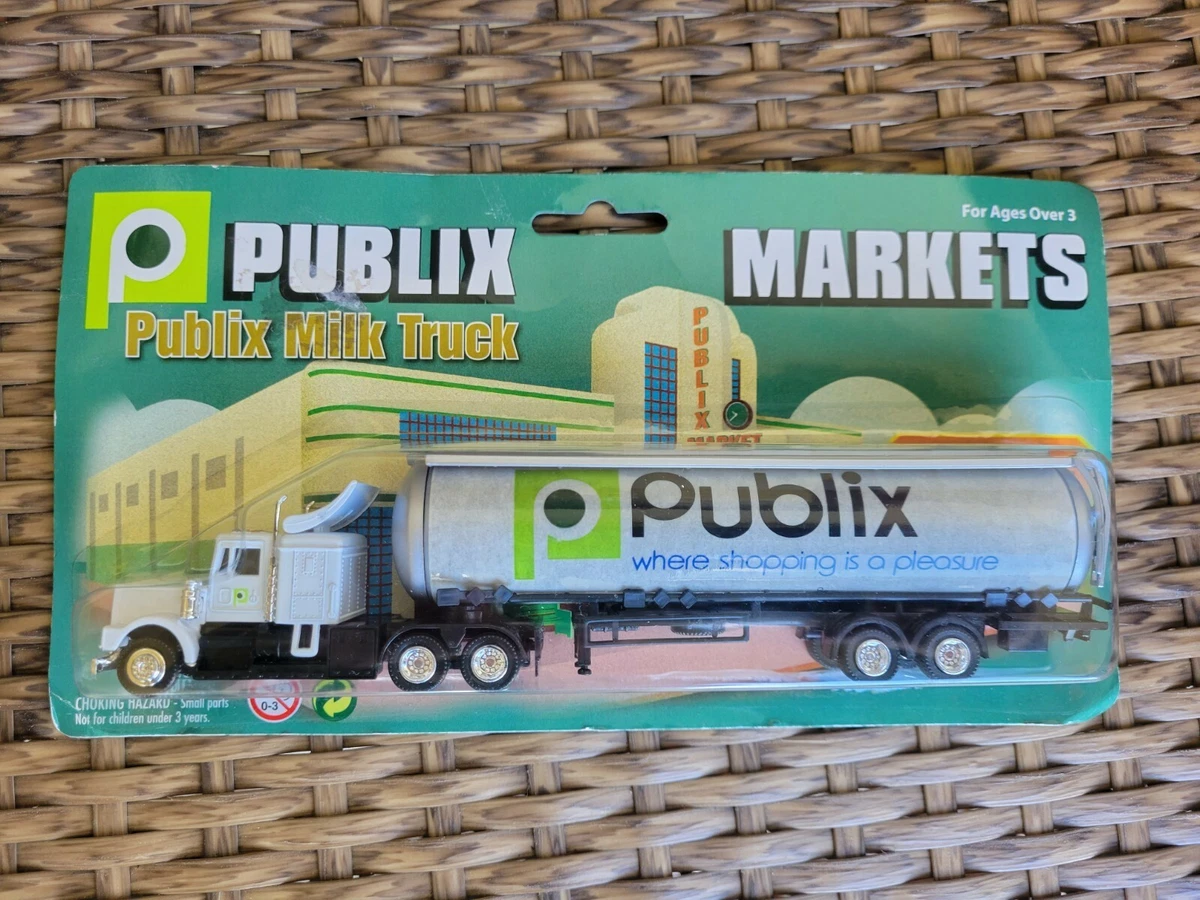 For Ages Over 3
PUBLIX MARKETS
Publix Milk Truck
PUBLIX
MARKET
Publix
where shopping is a pleasure
CHOKING HAZARD - Small parts
Not for children under 3 years.
0-3